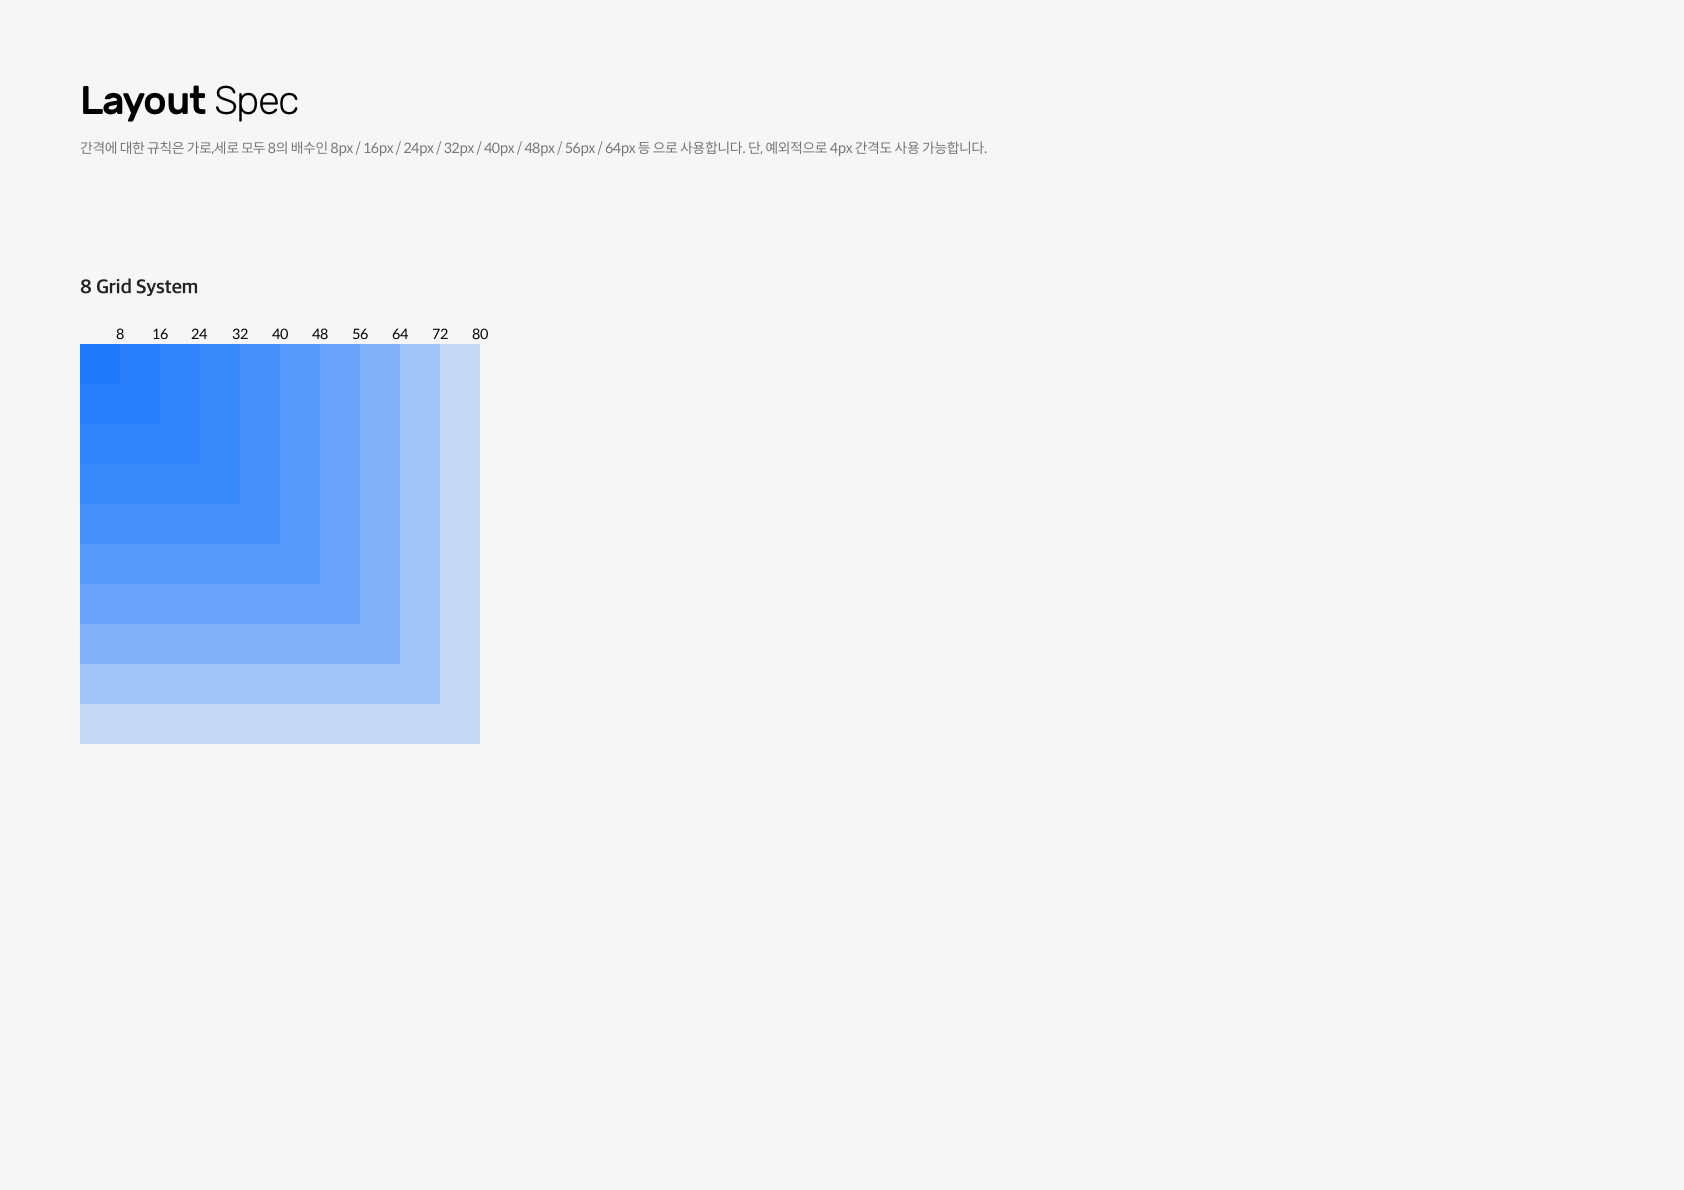 Layout Spec
간격에 대한 규칙은 가로,세로 모두 8의 배수인 8px / 16px / 24px / 32px / 40px / 48px / 56px / 64px 등 으로 사용합니다. 단, 예외적으로 4px 간격도 사용 가능합니다.
8 Grid System
8 16 24 32 40 48 56 64 72 80